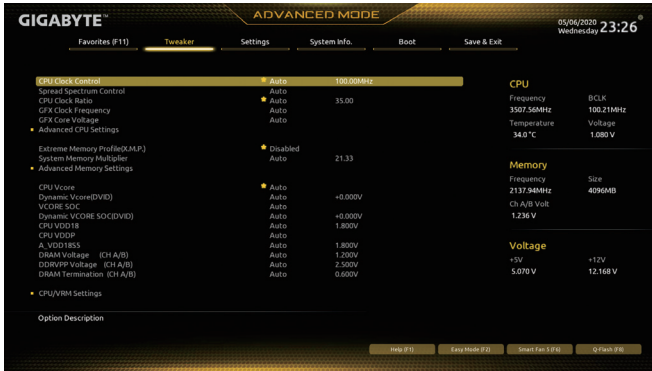 GIGABYTE™
ADVANCED MODE
05/06/2020
Wednesday 23:26
Favorites (F11) Tweaker Settings System Info. Boot Save & Exit
CPU Clock Control Auto 100.00MHz
Spread Spectrum Control Auto
CPU Clock Ratio Auto 35.00
GFX Clock Frequency Auto
GFX Core Voltage Auto
Advanced CPU Settings
Extreme Memory Profile(X.M.P.) Disabled
System Memory Multiplier Auto 21.33
Advanced Memory Settings
CPU Vcore Auto
Dynamic Vcore(DVID) Auto +0.000V
VCORE SOC Auto
Dynamic VCORE SOC(DVID) Auto +0.000V
CPU VDD18 Auto 1.800V
CPU VDDP Auto
A_VDD18S5 Auto 1.800V
DRAM Voltage (CH A/B) Auto 1.200V
DDRVPP Voltage (CH A/B) Auto 2.500V
DRAM Termination (CH A/B) Auto 0.600V
CPU/VRM Settings
Option Description
CPU
Frequency BCLK
3507.56MHz 100.21MHz
Temperature Voltage
34.0 °C 1.080 V
Memory
Frequency Size
2137.94MHz 4096MB
Ch A/B Volt
1.236 V
Voltage
+5V +12V
5.070 V 12.168 V
Help (F1) Easy Mode (F2) Smart Fan 5 (F6) Q-Flash (F8)